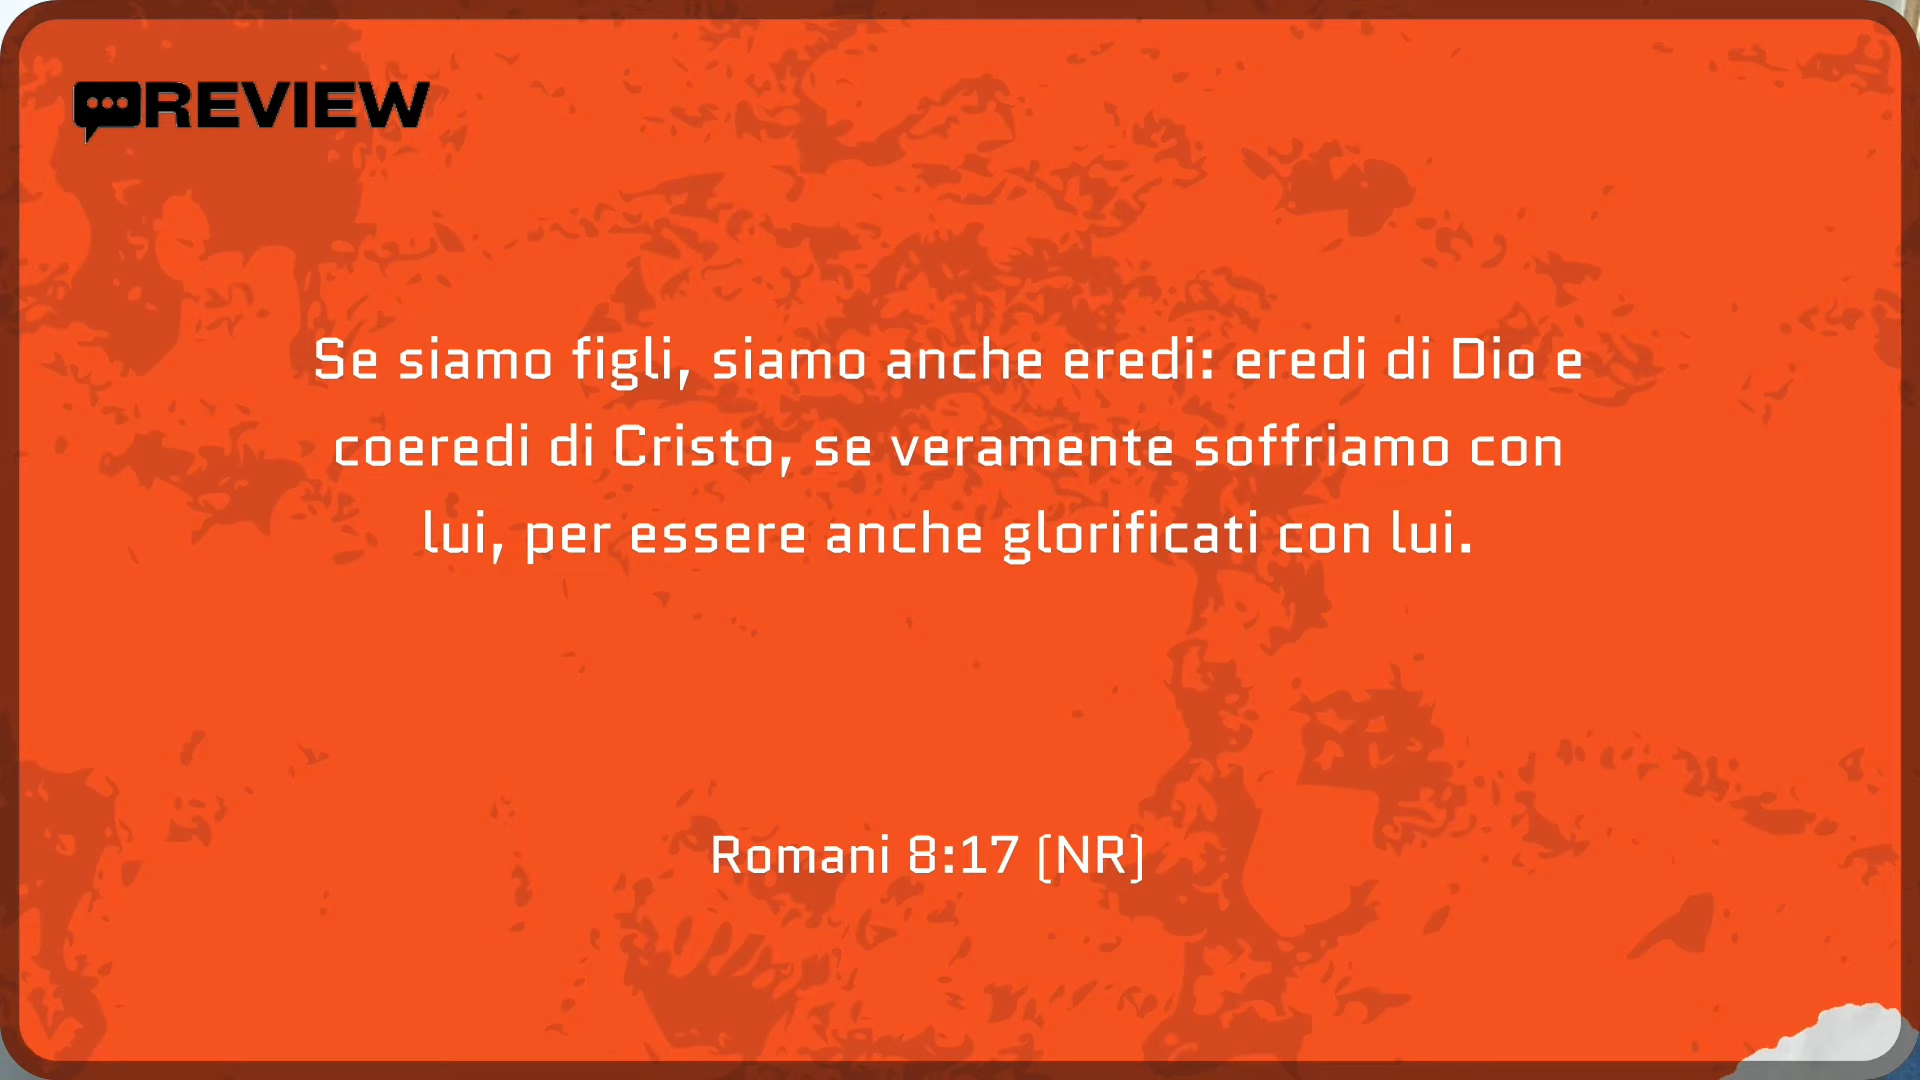 REVIEW
Se siamo figli, siamo anche eredi: eredi di Dio e
coeredi di Cristo, se veramente soffriamo con
lui, per essere anche glorificati con lui.
Romani 8:17 (NR)